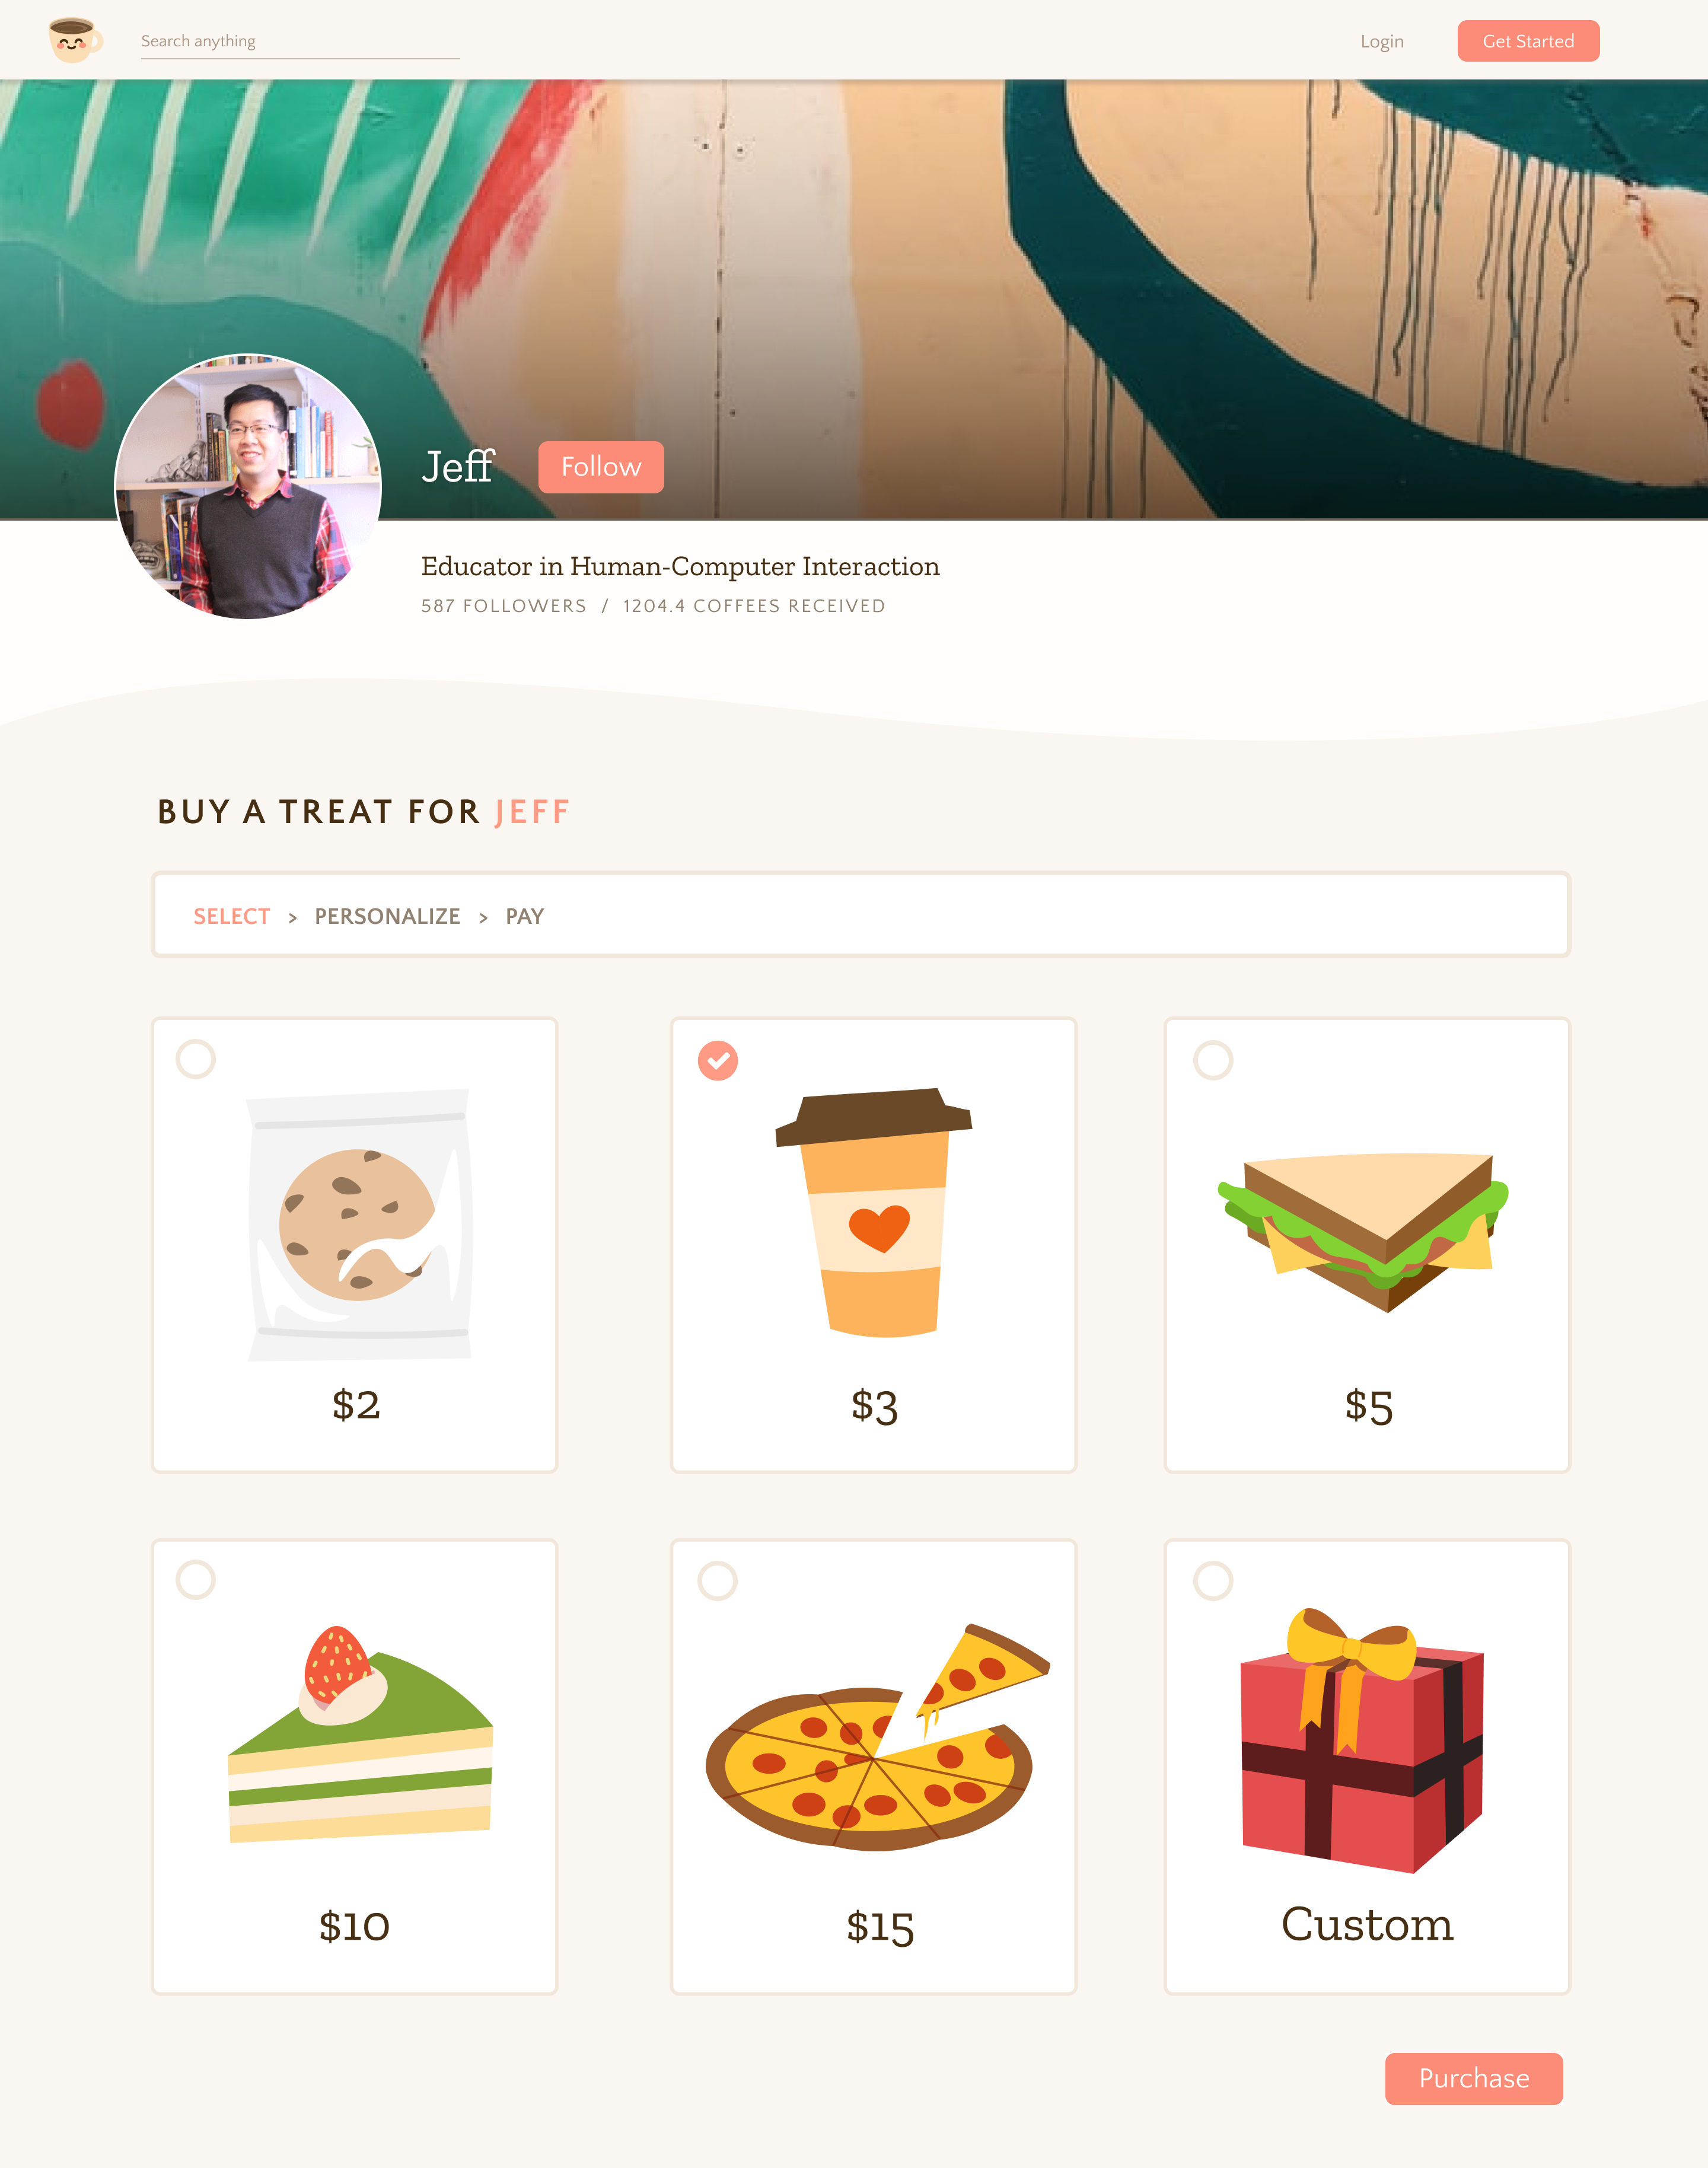 Search anything
Login
Get Started
Jeff
Follow
Educator in Human-Computer Interaction
587 FOLLOWERS / 1204.4 COFFEES RECEIVED
BUY A TREAT FOR JEFF
SELECT > PERSONALIZE > PAY
$2
$3
$5
$10
$15
Custom
Purchase